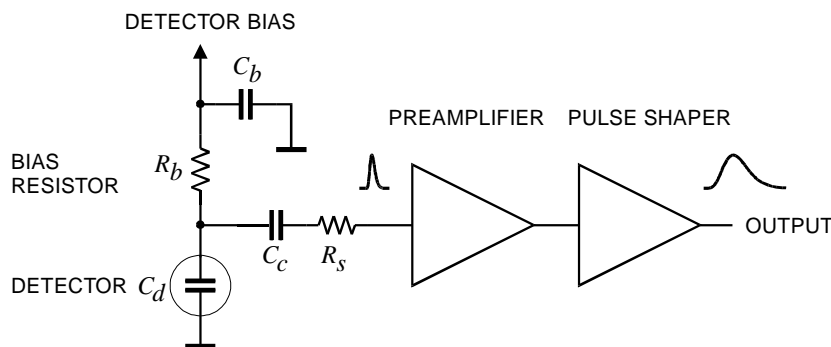 DETECTOR BIAS
C_b
PREAMPLIFIER
PULSE SHAPER
BIAS
RESISTOR
R_b
C_c
R_s
OUTPUT
DETECTOR
C_d